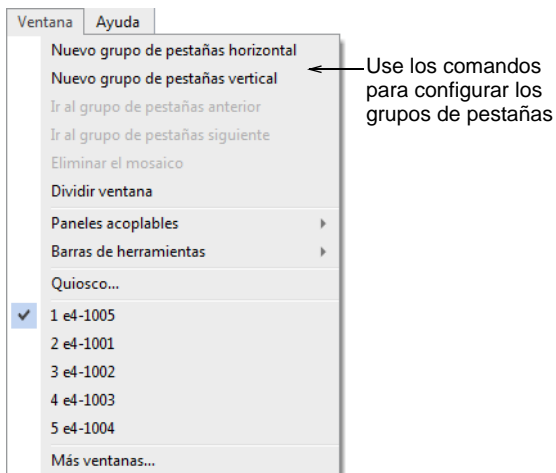 Ventana Ayuda
Nuevo grupo de pestañas horizontal
Nuevo grupo de pestañas vertical
Ir al grupo de pestañas anterior
Ir al grupo de pestañas siguiente
Eliminar el mosaico
Dividir ventana
Paneles acoplables
Barras de herramientas
Quiosco...
1 e4-1005
2 e4-1001
3 e4-1002
4 e4-1003
5 e4-1004
Más ventanas...
Use los comandos
para configurar los
grupos de pestañas